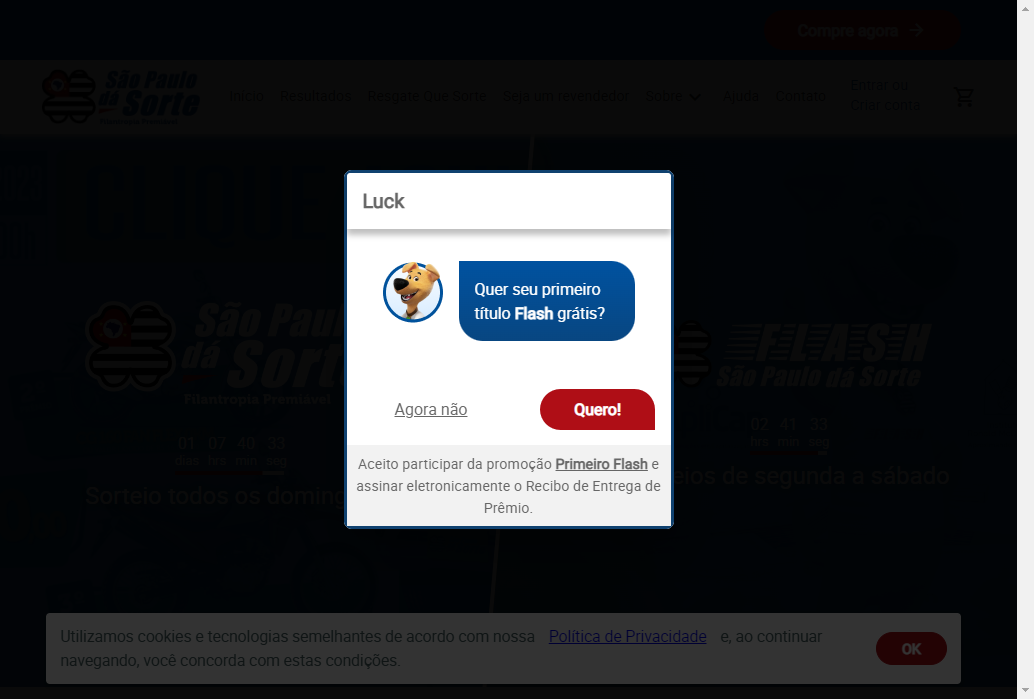 Compre agora
São Paulo
dá Sorte
Início Resultados Resgate Que Sorte Seja um revendedor Sobre Ajuda Contato
Entrar ou
Criar conta
CLIQUE
São Pau
dá
Sorte
Filantropia Premiável
01 07 40 33
dias hrs min seg
Sorteio todos os doming
FLASH
São Paulo dá Sorte
02 41 33
hrs min seg
eios de segunda a sábado
Luck
Quer seu primeiro
título Flash grátis?
Agora não
Quero!
Aceito participar da promoção Primeiro Flash e
assinar eletronicamente o Recibo de Entrega de
Prêmio.
Utilizamos cookies e tecnologias semelhantes de acordo com nossa Política de Privacidade e, ao continuar
navegando, você concorda com estas condições.
OK